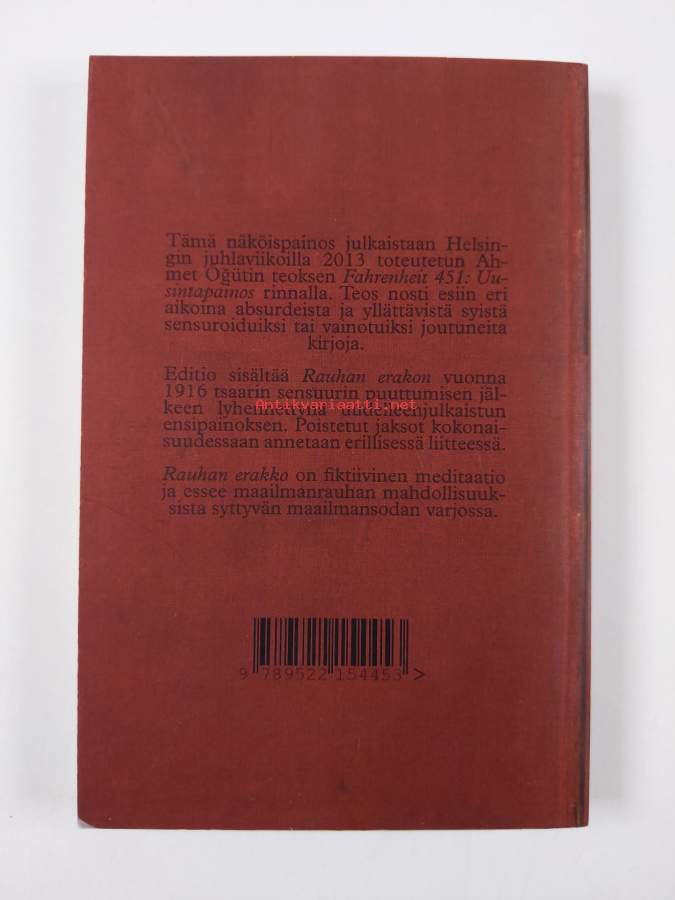 Tämä näköispainos julkaistaan Helsin-
gin juhlaviikoilla 2013 toteutetun Ah-
met Oğütin teoksen Fahrenheit 451: Uu-
sintapainos rinnalla. Teos nosti esiin eri
aikoina absurdeista ja yllättävistä syistä
sensuroiduiksi tai vainotuiksi joutuneita
kirjoja.
Editio sisältää Rauhan erakon vuonna
1916 tsaarin sensuurin puuttumisen jäl-
keen lyhennettynä uudelleenjulkaistun
Antikvariaatti.net
ensipainoksen. Poistetut jaksot kokonai-
suudessaan annetaan erillisessä liitteessä.
Rauhan erakko on fiktiivinen meditaatio
ja essee maailmanrauhan mahdollisuuk-
sista syttyvän maailmansodan varjossa.
9 789522 154453 >